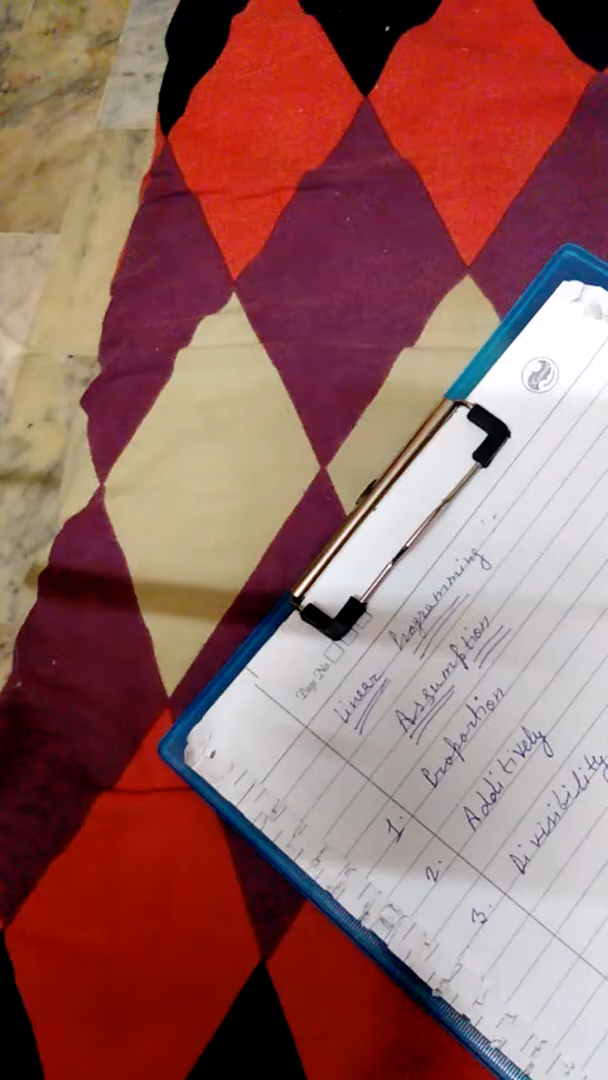 Page No
Linear Programming :-
Assumption
1. Proportion
2. Additively
3. Divisibility